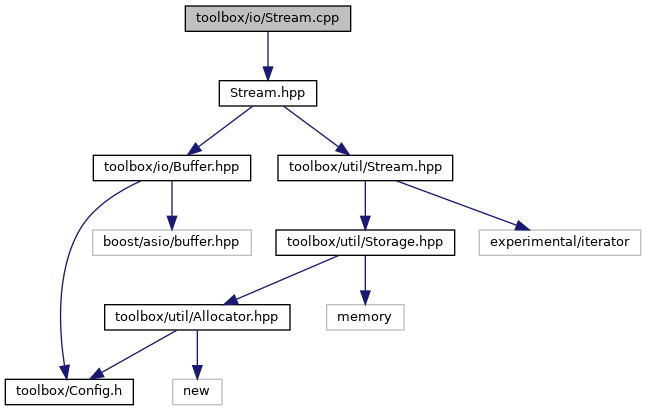 toolbox/io/Stream.cpp
Stream.hpp
toolbox/io/Buffer.hpp
toolbox/util/Stream.hpp
boost/asio/buffer.hpp
toolbox/util/Storage.hpp
experimental/iterator
toolbox/util/Allocator.hpp
memory
toolbox/Config.h
new